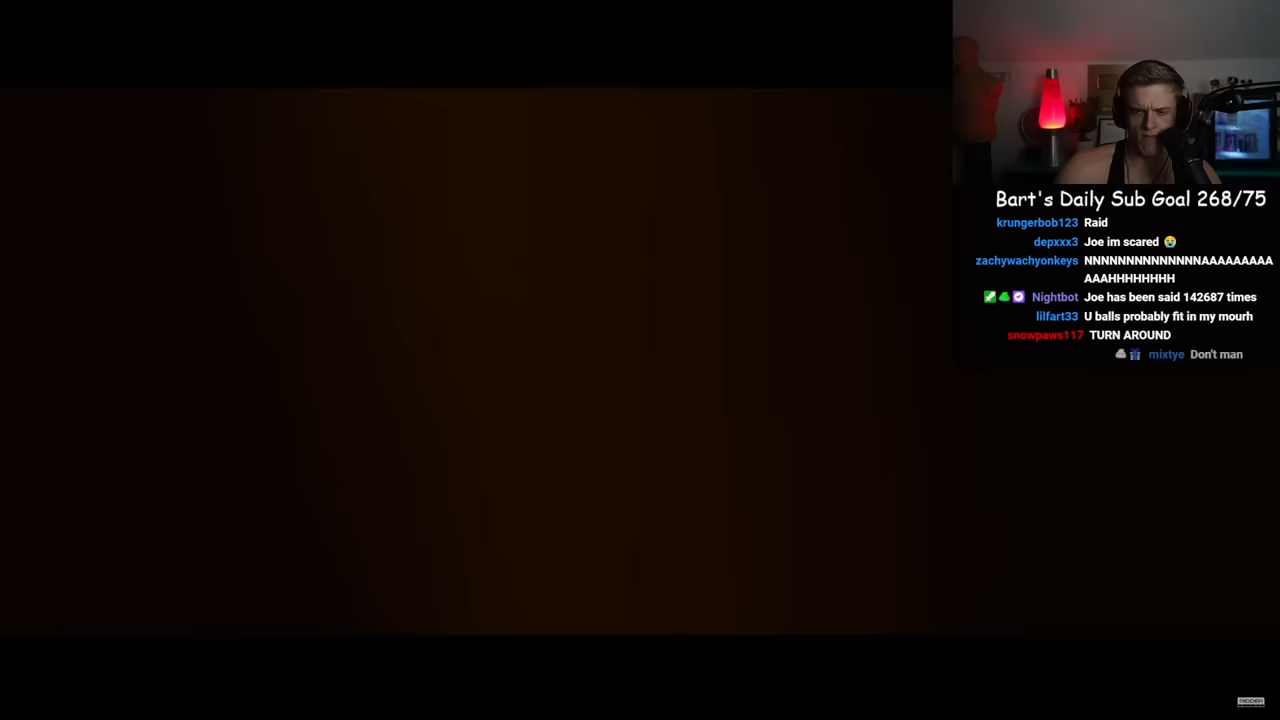 Bart's Daily Sub Goal 268/75
krungerbob123 Raid
depxxx3 Joe im scared 😭
zachywachyonkeys NNNNNNNNNNNNNNAAAAAAAAA
AAAHHHHHHHH
Nightbot Joe has been said 142687 times
lilfart33 U balls probably fit in my mourh
snowpaws117 TURN AROUND
mixtye Don't man